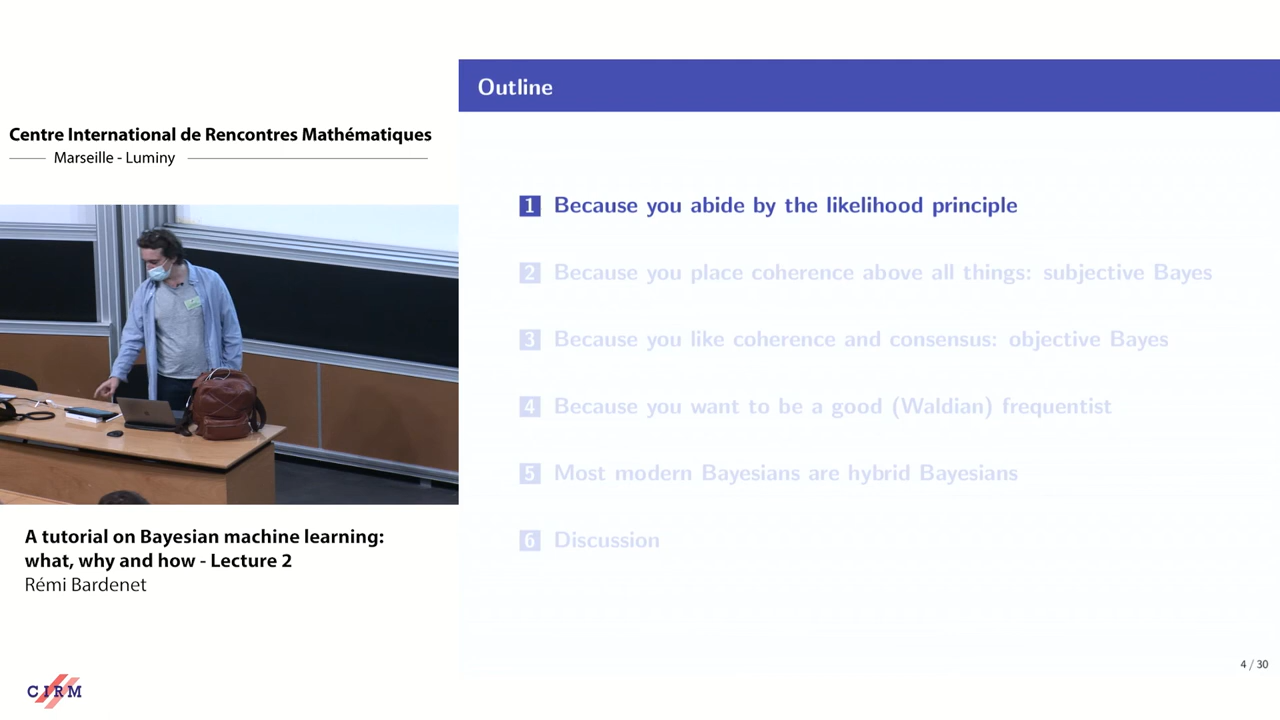 Centre International de Rencontres Mathématiques
Marseille - Luminy
A tutorial on Bayesian machine learning:
what, why and how - Lecture 2
Rémi Bardenet
CIRM
Outline
1 Because you abide by the likelihood principle
2 Because you place coherence above all things: subjective Bayes
3 Because you like coherence and consensus: objective Bayes
4 Because you want to be a good (Waldian) frequentist
5 Most modern Bayesians are hybrid Bayesians
6 Discussion
4 / 30